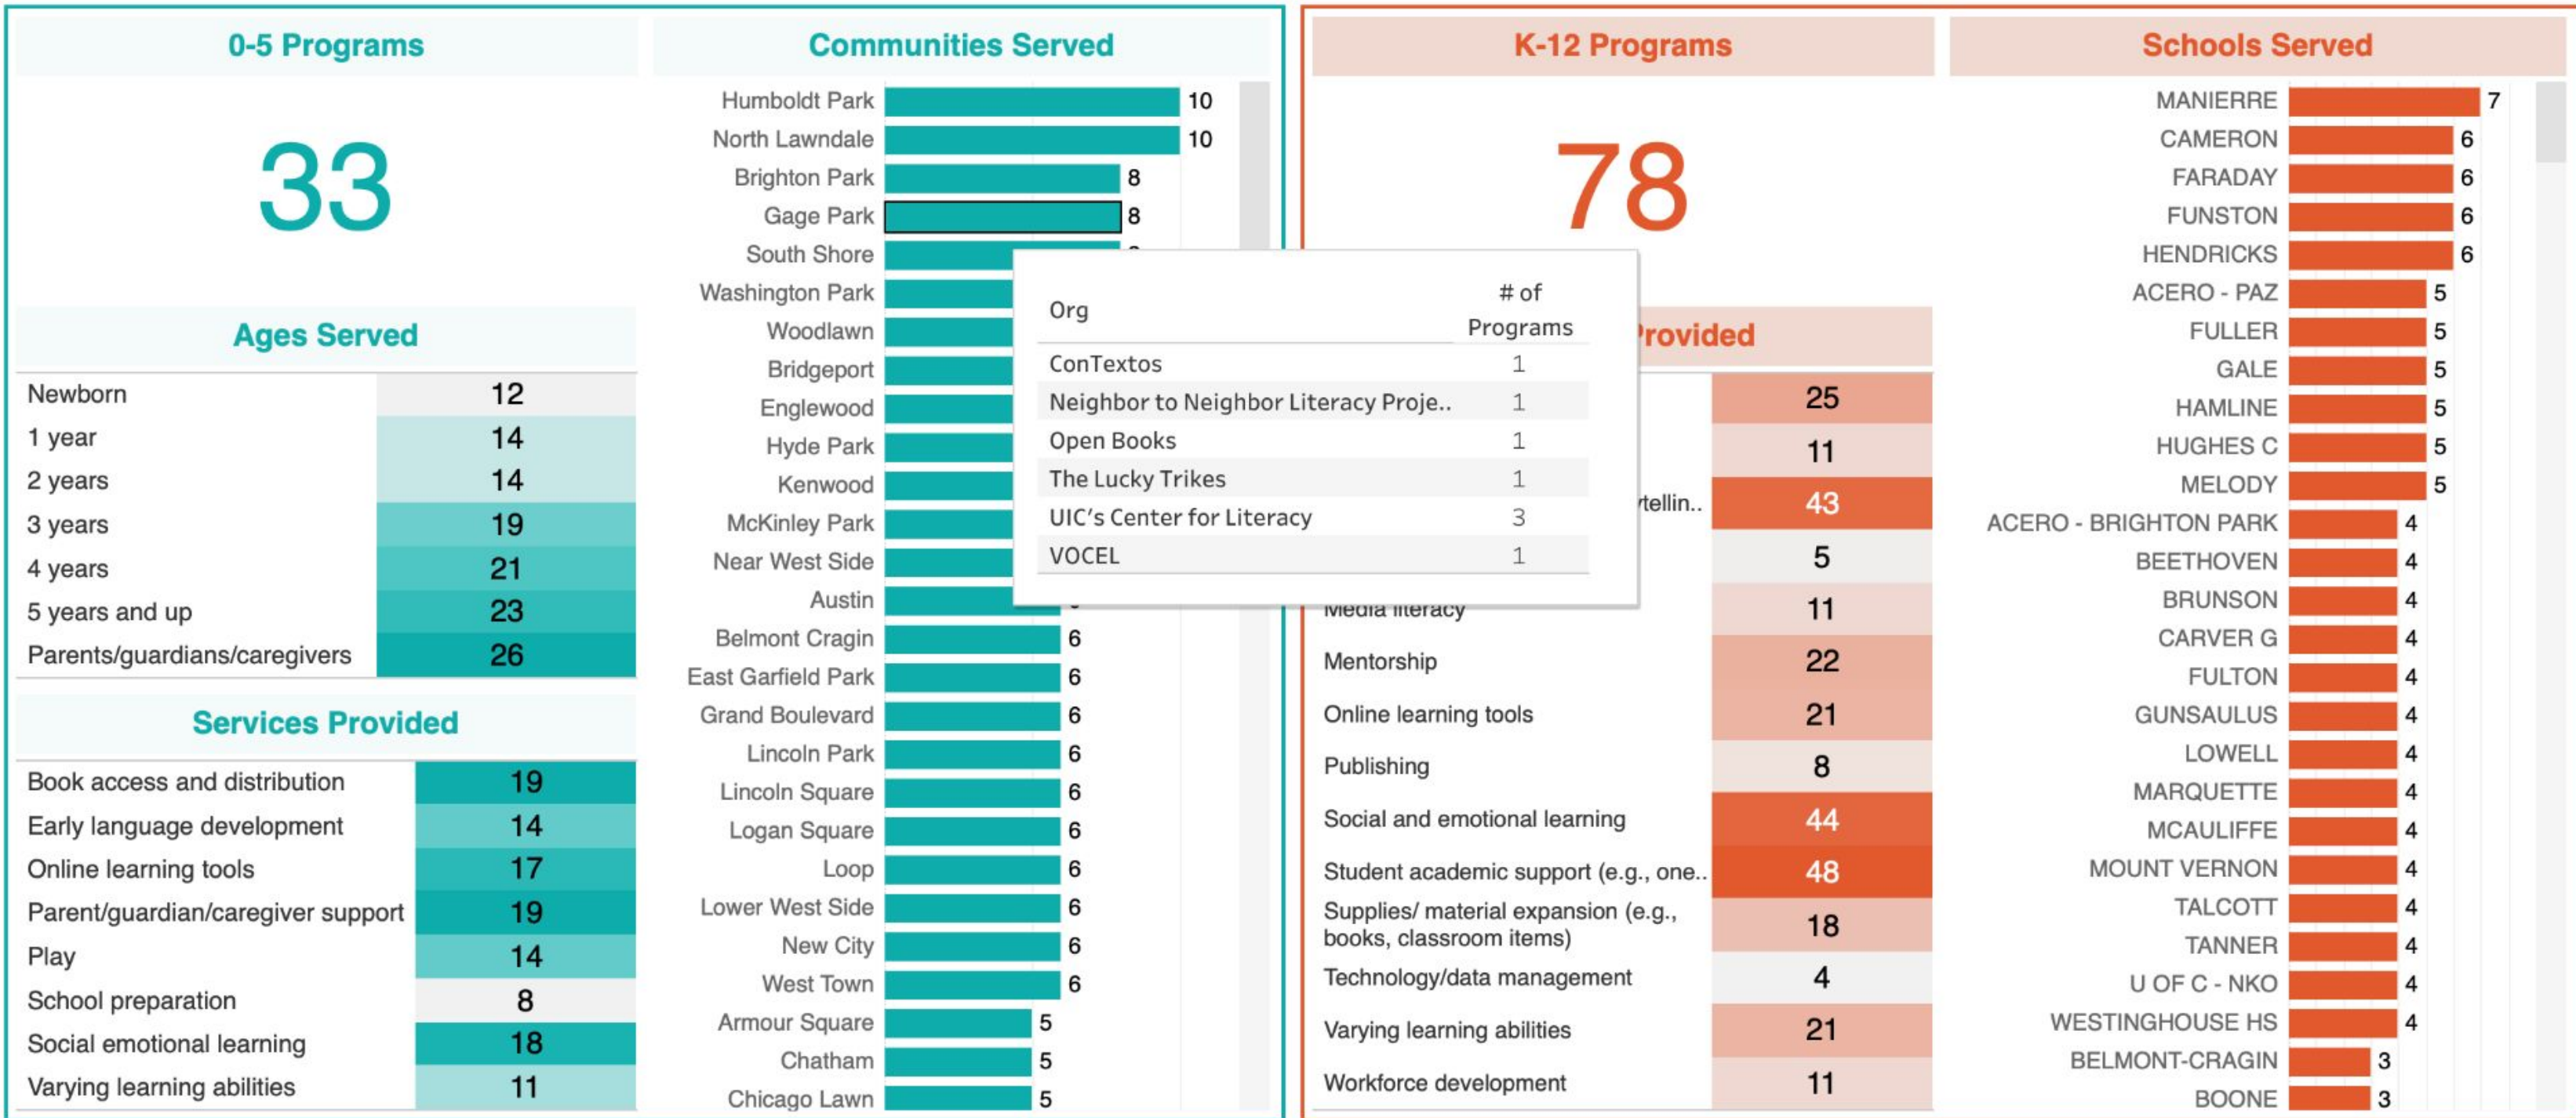 0-5 Programs
33
Ages Served
Newborn 12
1 year 14
2 years 14
3 years 19
4 years 21
5 years and up 23
Parents/guardians/caregivers 26
Services Provided
Book access and distribution 19
Early language development 14
Online learning tools 17
Parent/guardian/caregiver support 19
Play 14
School preparation 8
Social emotional learning 18
Varying learning abilities 11
Communities Served
Humboldt Park 10
North Lawndale 10
Brighton Park 8
Gage Park 8
South Shore
Washington Park
Woodlawn
Bridgeport
Englewood
Hyde Park
Kenwood
McKinley Park
Near West Side
Austin
Belmont Cragin 6
East Garfield Park 6
Grand Boulevard 6
Lincoln Park 6
Lincoln Square 6
Logan Square 6
Loop 6
Lower West Side 6
New City 6
West Town 6
Armour Square 5
Chatham 5
Chicago Lawn 5
Org # of
Programs
ConTextos 1
Neighbor to Neighbor Literacy Proje.. 1
Open Books 1
The Lucky Trikes 1
UIC's Center for Literacy 3
VOCEL 1
K-12 Programs
78
rovided
25
11
ytellin.. 43
5
Media literacy 11
Mentorship 22
Online learning tools 21
Publishing 8
Social and emotional learning 44
Student academic support (e.g., one.. 48
Supplies/ material expansion (e.g.,
books, classroom items) 18
Technology/data management 4
Varying learning abilities 21
Workforce development 11
Schools Served
MANIERRE 7
CAMERON 6
FARADAY 6
FUNSTON 6
HENDRICKS 6
ACERO - PAZ 5
FULLER 5
GALE 5
HAMLINE 5
HUGHES C 5
MELODY 5
ACERO - BRIGHTON PARK 4
BEETHOVEN 4
BRUNSON 4
CARVER G 4
FULTON 4
GUNSAULUS 4
LOWELL 4
MARQUETTE 4
MCAULIFFE 4
MOUNT VERNON 4
TALCOTT 4
TANNER 4
U OF C - NKO 4
WESTINGHOUSE HS 4
BELMONT-CRAGIN 3
BOONE 3